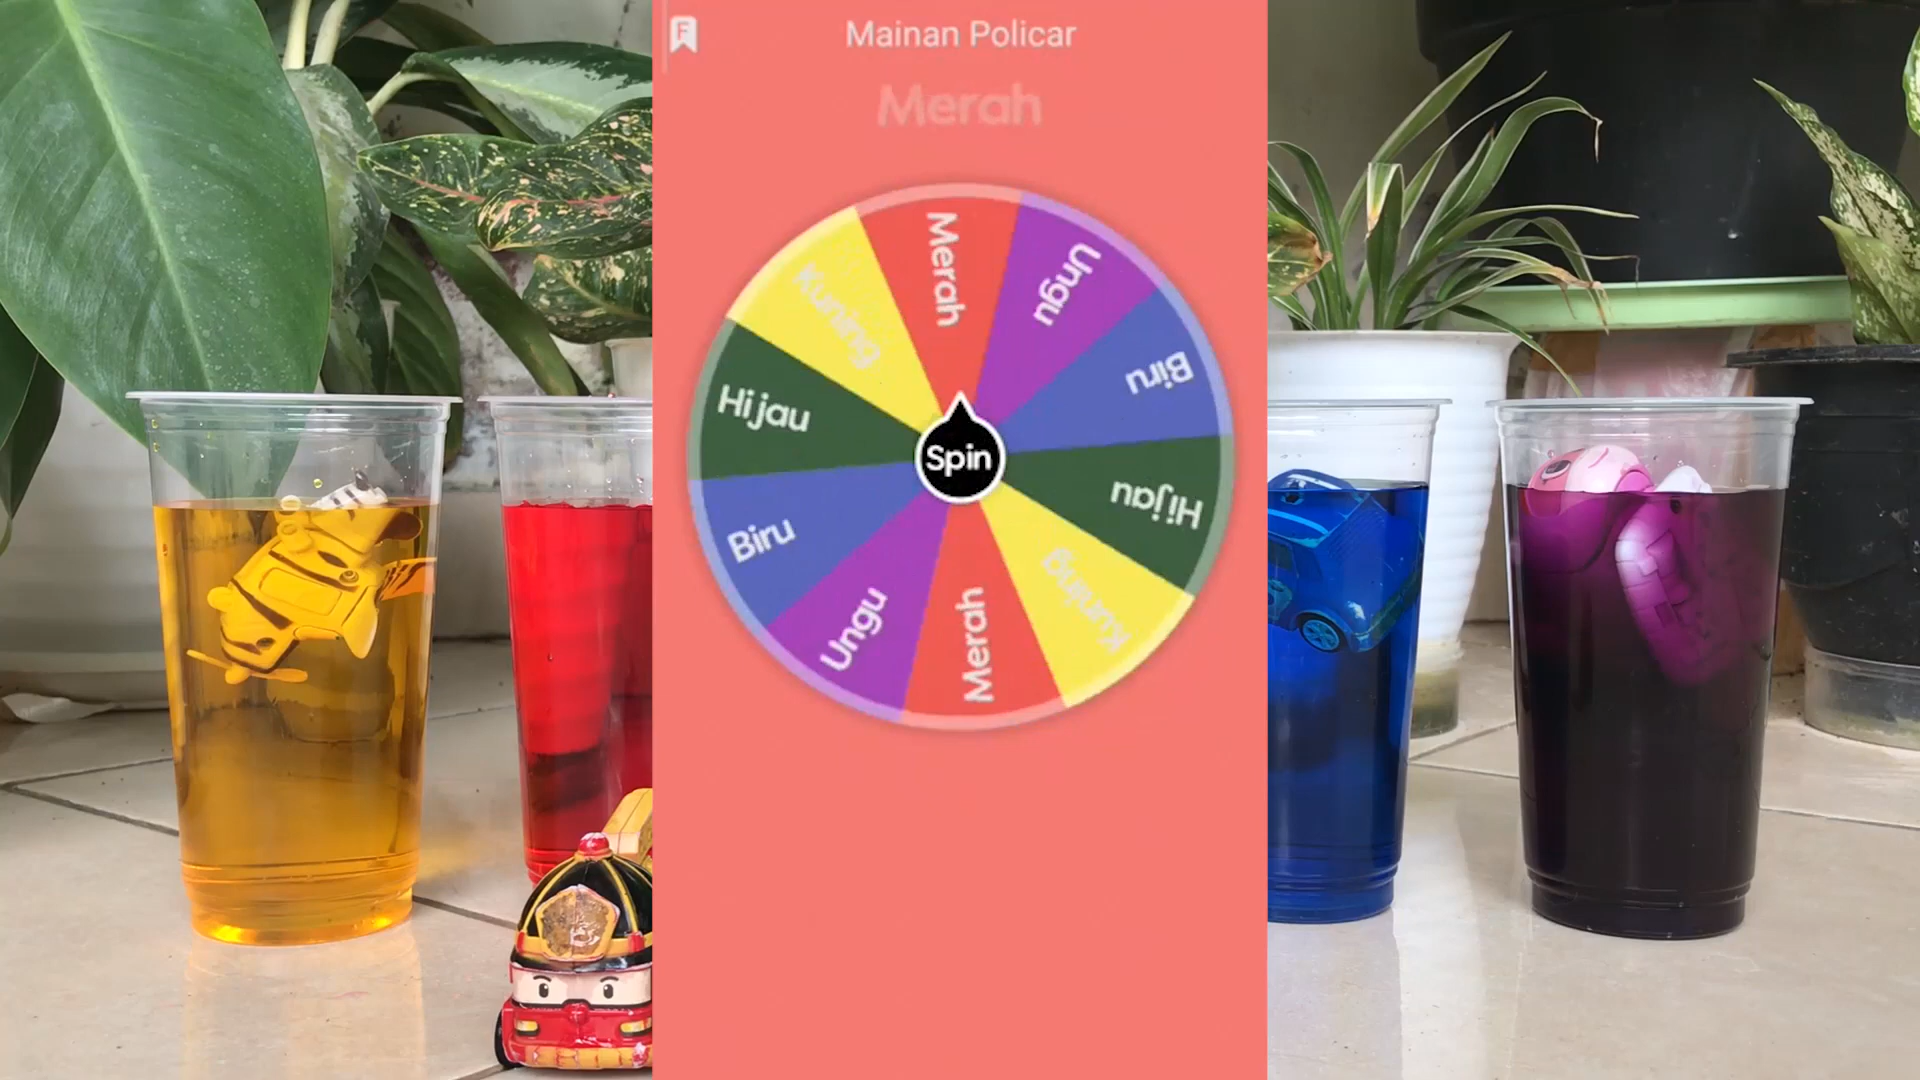 F
Mainan Policar
Merah
Merah
Ungu
Biru
Hijau
Kuning
Merah
Ungu
Biru
Hijau
Kuning
Spin